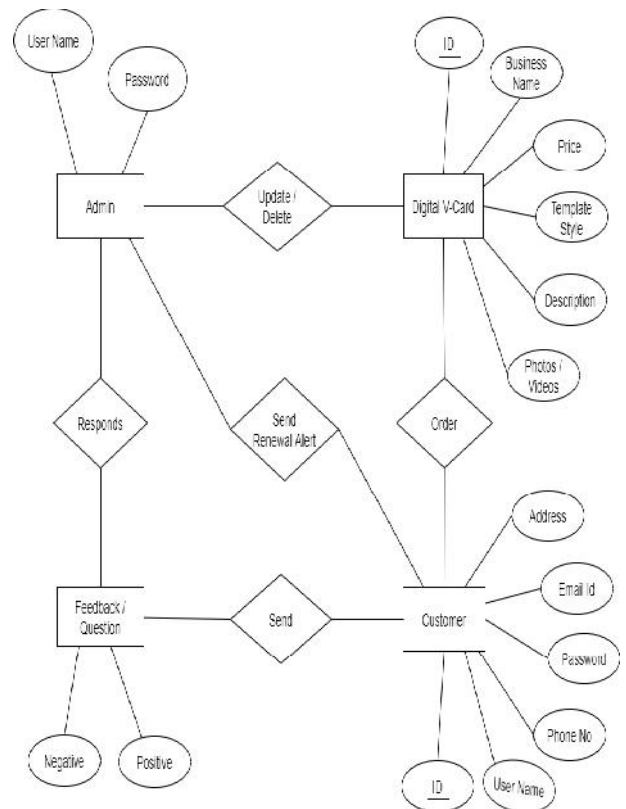 User Name
Password
ID
Business
Name
Price
Template
Style
Description
Photos /
Videos
Admin
Update /
Delete
Digital V-Card
Responds
Send
Renewal Alert
Order
Address
Email Id
Password
Phone No
User Name
ID
Feedback /
Question
Send
Customer
Negative
Positive